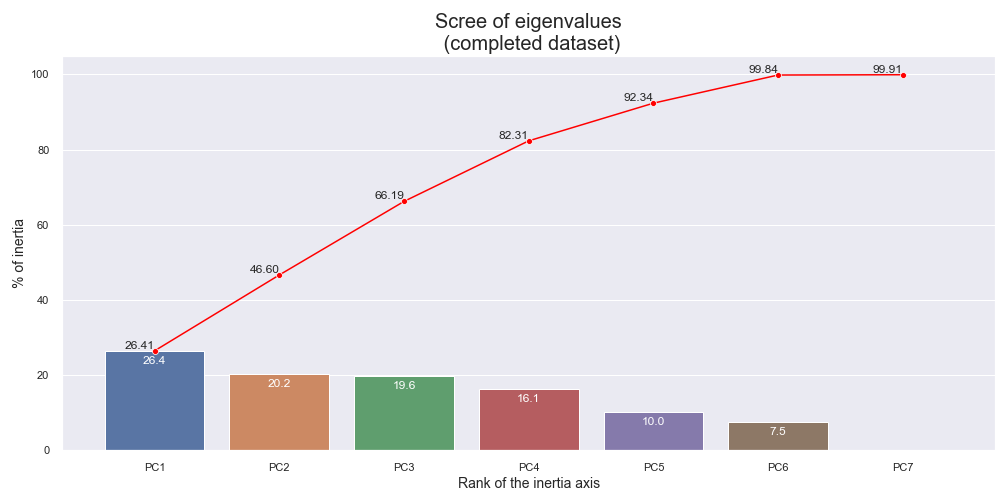 Scree of eigenvalues
(completed dataset)
% of inertia
100
80
60
40
20
0
26.41
46.60
66.19
82.31
92.34
99.84
99.91
26.4
20.2
19.6
16.1
10.0
7.5
PC1
PC2
PC3
PC4
PC5
PC6
PC7
Rank of the inertia axis